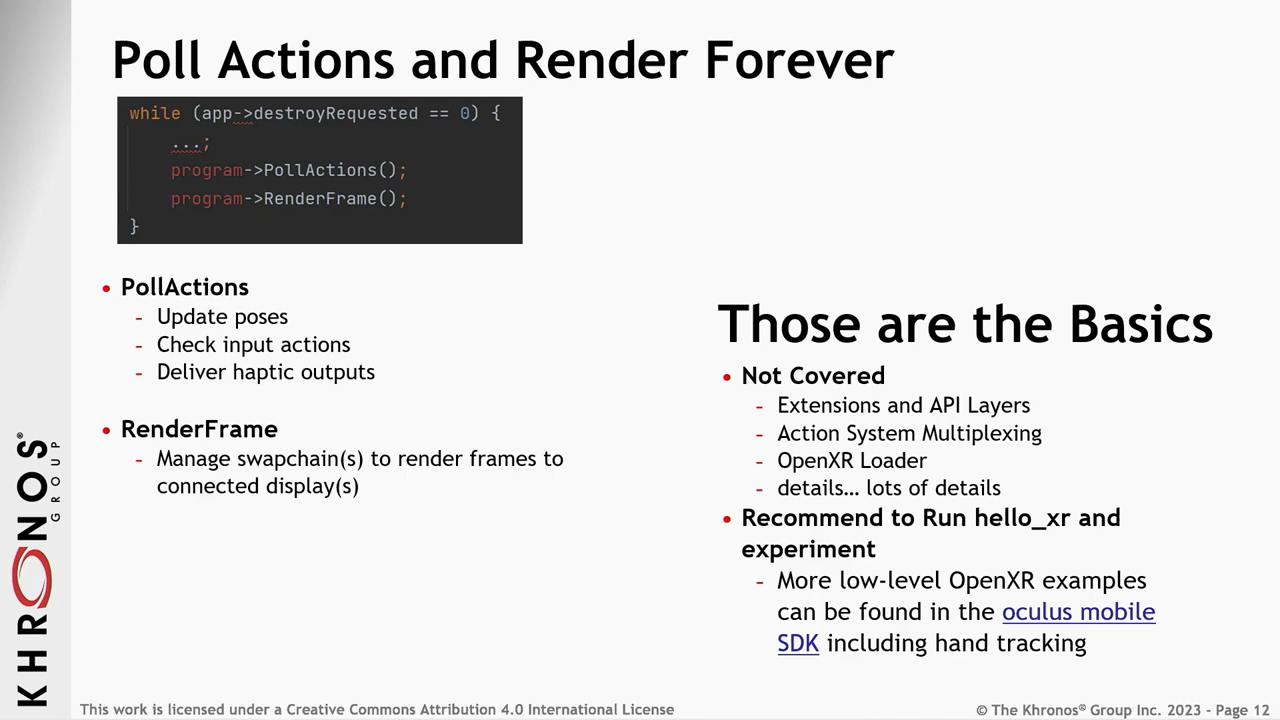 Poll Actions and Render Forever
while (app->destroyRequested == 0) {
...;
program->PollActions();
program->RenderFrame();
}
• PollActions
- Update poses
- Check input actions
- Deliver haptic outputs
• RenderFrame
- Manage swapchain(s) to render frames to
connected display(s)
Those are the Basics
• Not Covered
- Extensions and API Layers
- Action System Multiplexing
- OpenXR Loader
- details… lots of details
• Recommend to Run hello_xr and
experiment
- More low-level OpenXR examples
can be found in the oculus mobile
SDK including hand tracking
KHRONOS®
GROUP
This work is licensed under a Creative Commons Attribution 4.0 International License
© The Khronos® Group Inc. 2023 - Page 12